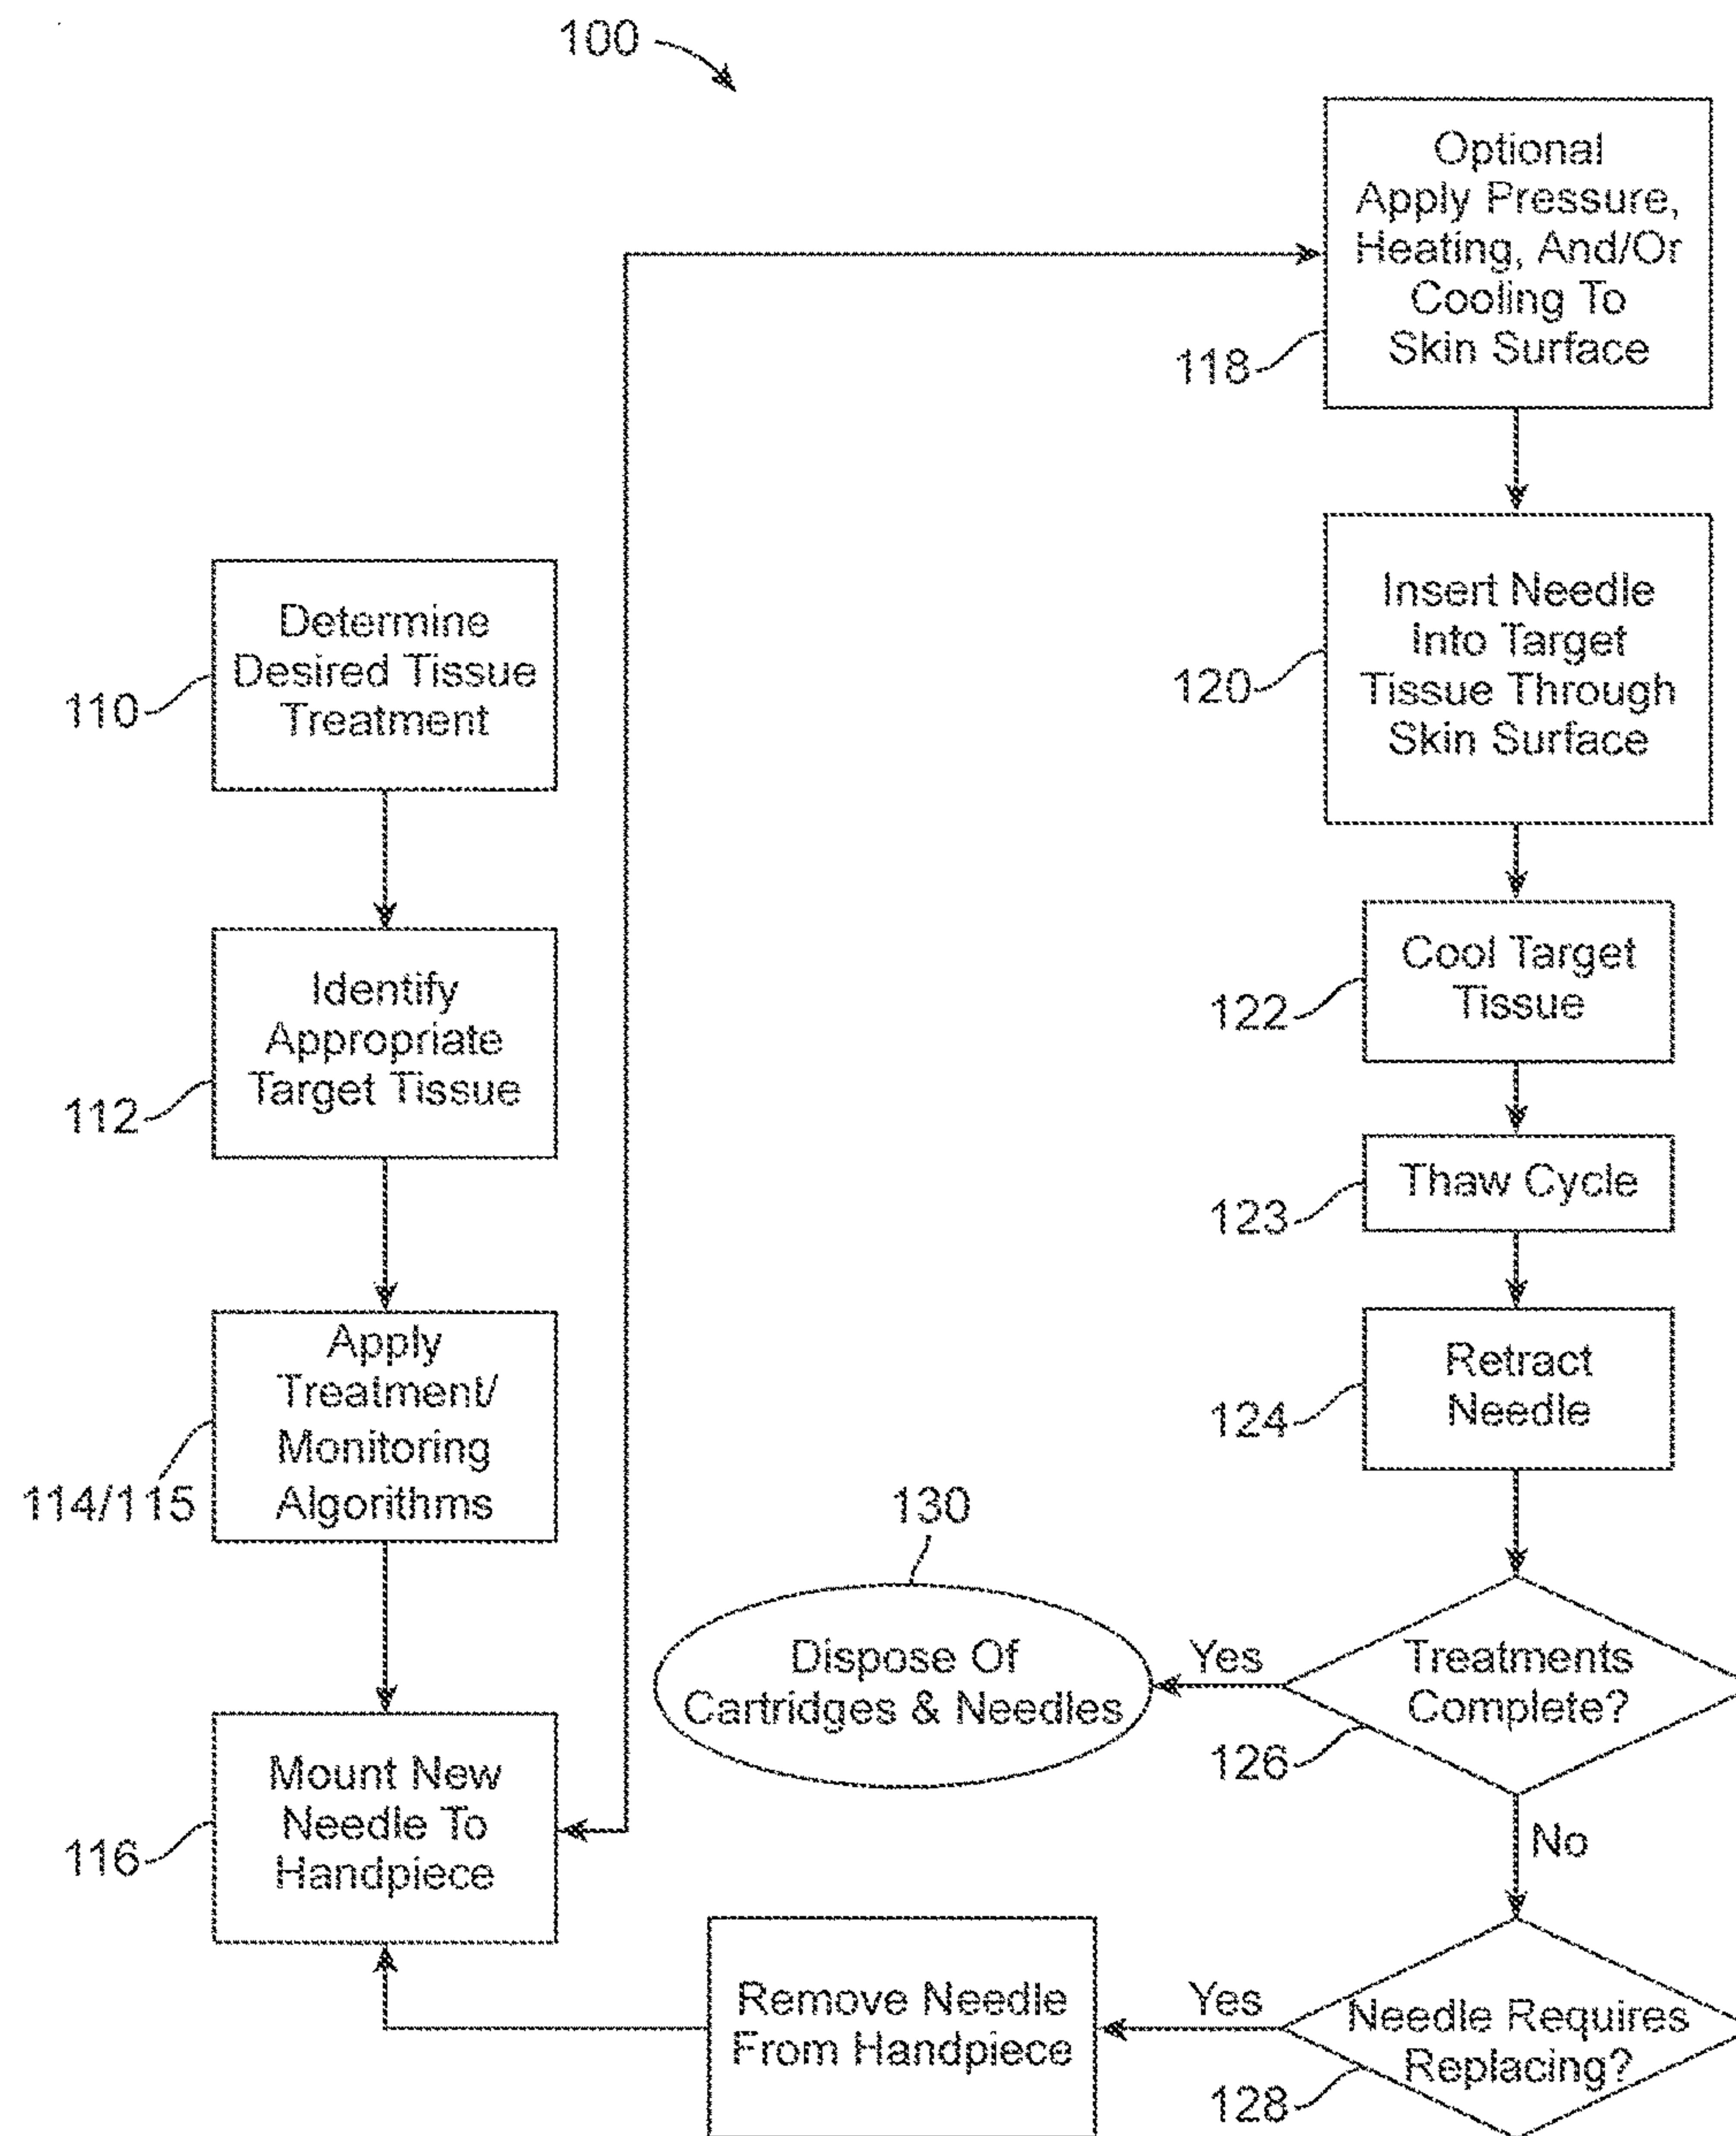 100
Determine
Desired Tissue
Treatment
110
Identify
Appropriate
Target Tissue
112
Apply
Treatment/
Monitoring
Algorithms
114/115
Mount New
Needle To
Handpiece
116
Optional
Apply Pressure,
Heating, And/Or
Cooling To
Skin Surface
118
Insert Needle
Into Target
Tissue Through
Skin Surface
120
Cool Target
Tissue
122
Thaw Cycle
123
Retract
Needle
124
Treatments
Complete?
126
Yes
130
Dispose Of
Cartridges & Needles
No
Needle Requires
Replacing?
128
Yes
Remove Needle
From Handpiece